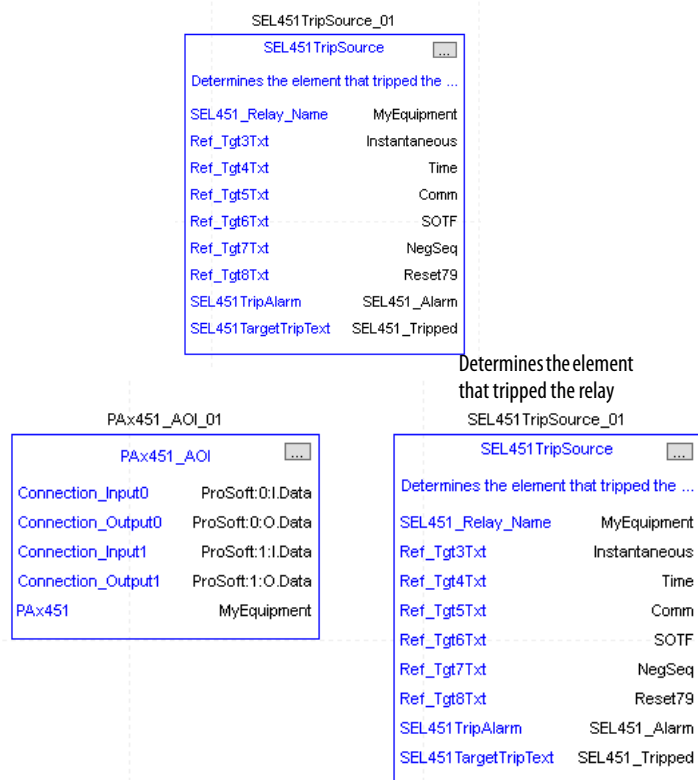 SEL451TripSource_01
SEL451TripSource ...
Determines the element that tripped the ...
SEL451_Relay_Name MyEquipment
Ref_Tgt3Txt Instantaneous
Ref_Tgt4Txt Time
Ref_Tgt5Txt Comm
Ref_Tgt6Txt SOTF
Ref_Tgt7Txt NegSeq
Ref_Tgt8Txt Reset79
SEL451TripAlarm SEL451_Alarm
SEL451TargetTripText SEL451_Tripped
Determines the element
that tripped the relay
PAx451_AOI_01
PAx451_AOI ...
Connection_Input0 ProSoft:0:I.Data
Connection_Output0 ProSoft:0:O.Data
Connection_Input1 ProSoft:1:I.Data
Connection_Output1 ProSoft:1:O.Data
PAx451 MyEquipment
SEL451TripSource_01
SEL451TripSource ...
Determines the element that tripped the ...
SEL451_Relay_Name MyEquipment
Ref_Tgt3Txt Instantaneous
Ref_Tgt4Txt Time
Ref_Tgt5Txt Comm
Ref_Tgt6Txt SOTF
Ref_Tgt7Txt NegSeq
Ref_Tgt8Txt Reset79
SEL451TripAlarm SEL451_Alarm
SEL451TargetTripText SEL451_Tripped